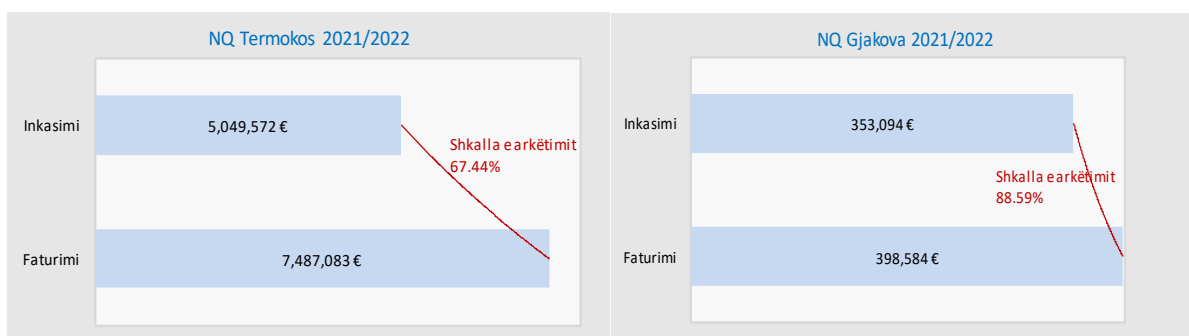 NQ Termokos 2021/2022
Inkasimi
5,049,572 €
Shkalla e arkëtimit
67.44%
Faturimi
7,487,083 €
NQ Gjakova 2021/2022
Inkasimi
353,094 €
Shkalla e arkëtimit
88.59%
Faturimi
398,584 €